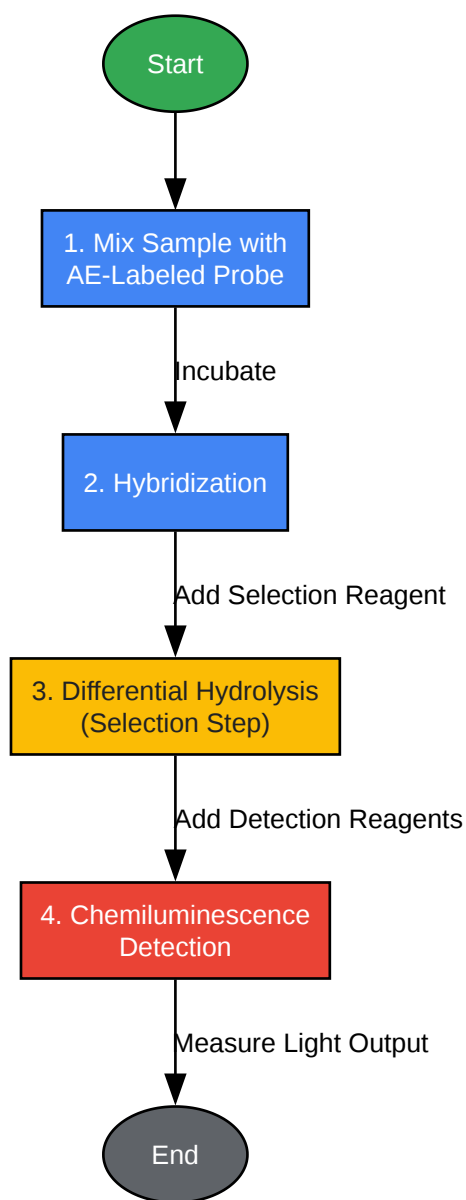 Start
1. Mix Sample with
AE-Labeled Probe
Incubate
2. Hybridization
Add Selection Reagent
3. Differential Hydrolysis
(Selection Step)
Add Detection Reagents
4. Chemiluminescence
Detection
Measure Light Output
End